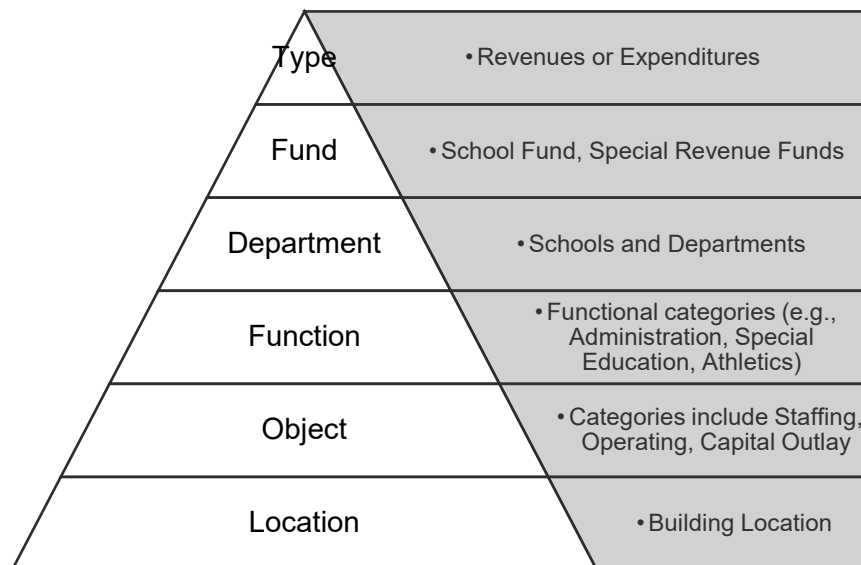 Type
• Revenues or Expenditures
Fund
• School Fund, Special Revenue Funds
Department
• Schools and Departments
Function
• Functional categories (e.g.,
Administration, Special
Education, Athletics)
Object
• Categories include Staffing,
Operating, Capital Outlay
Location
• Building Location